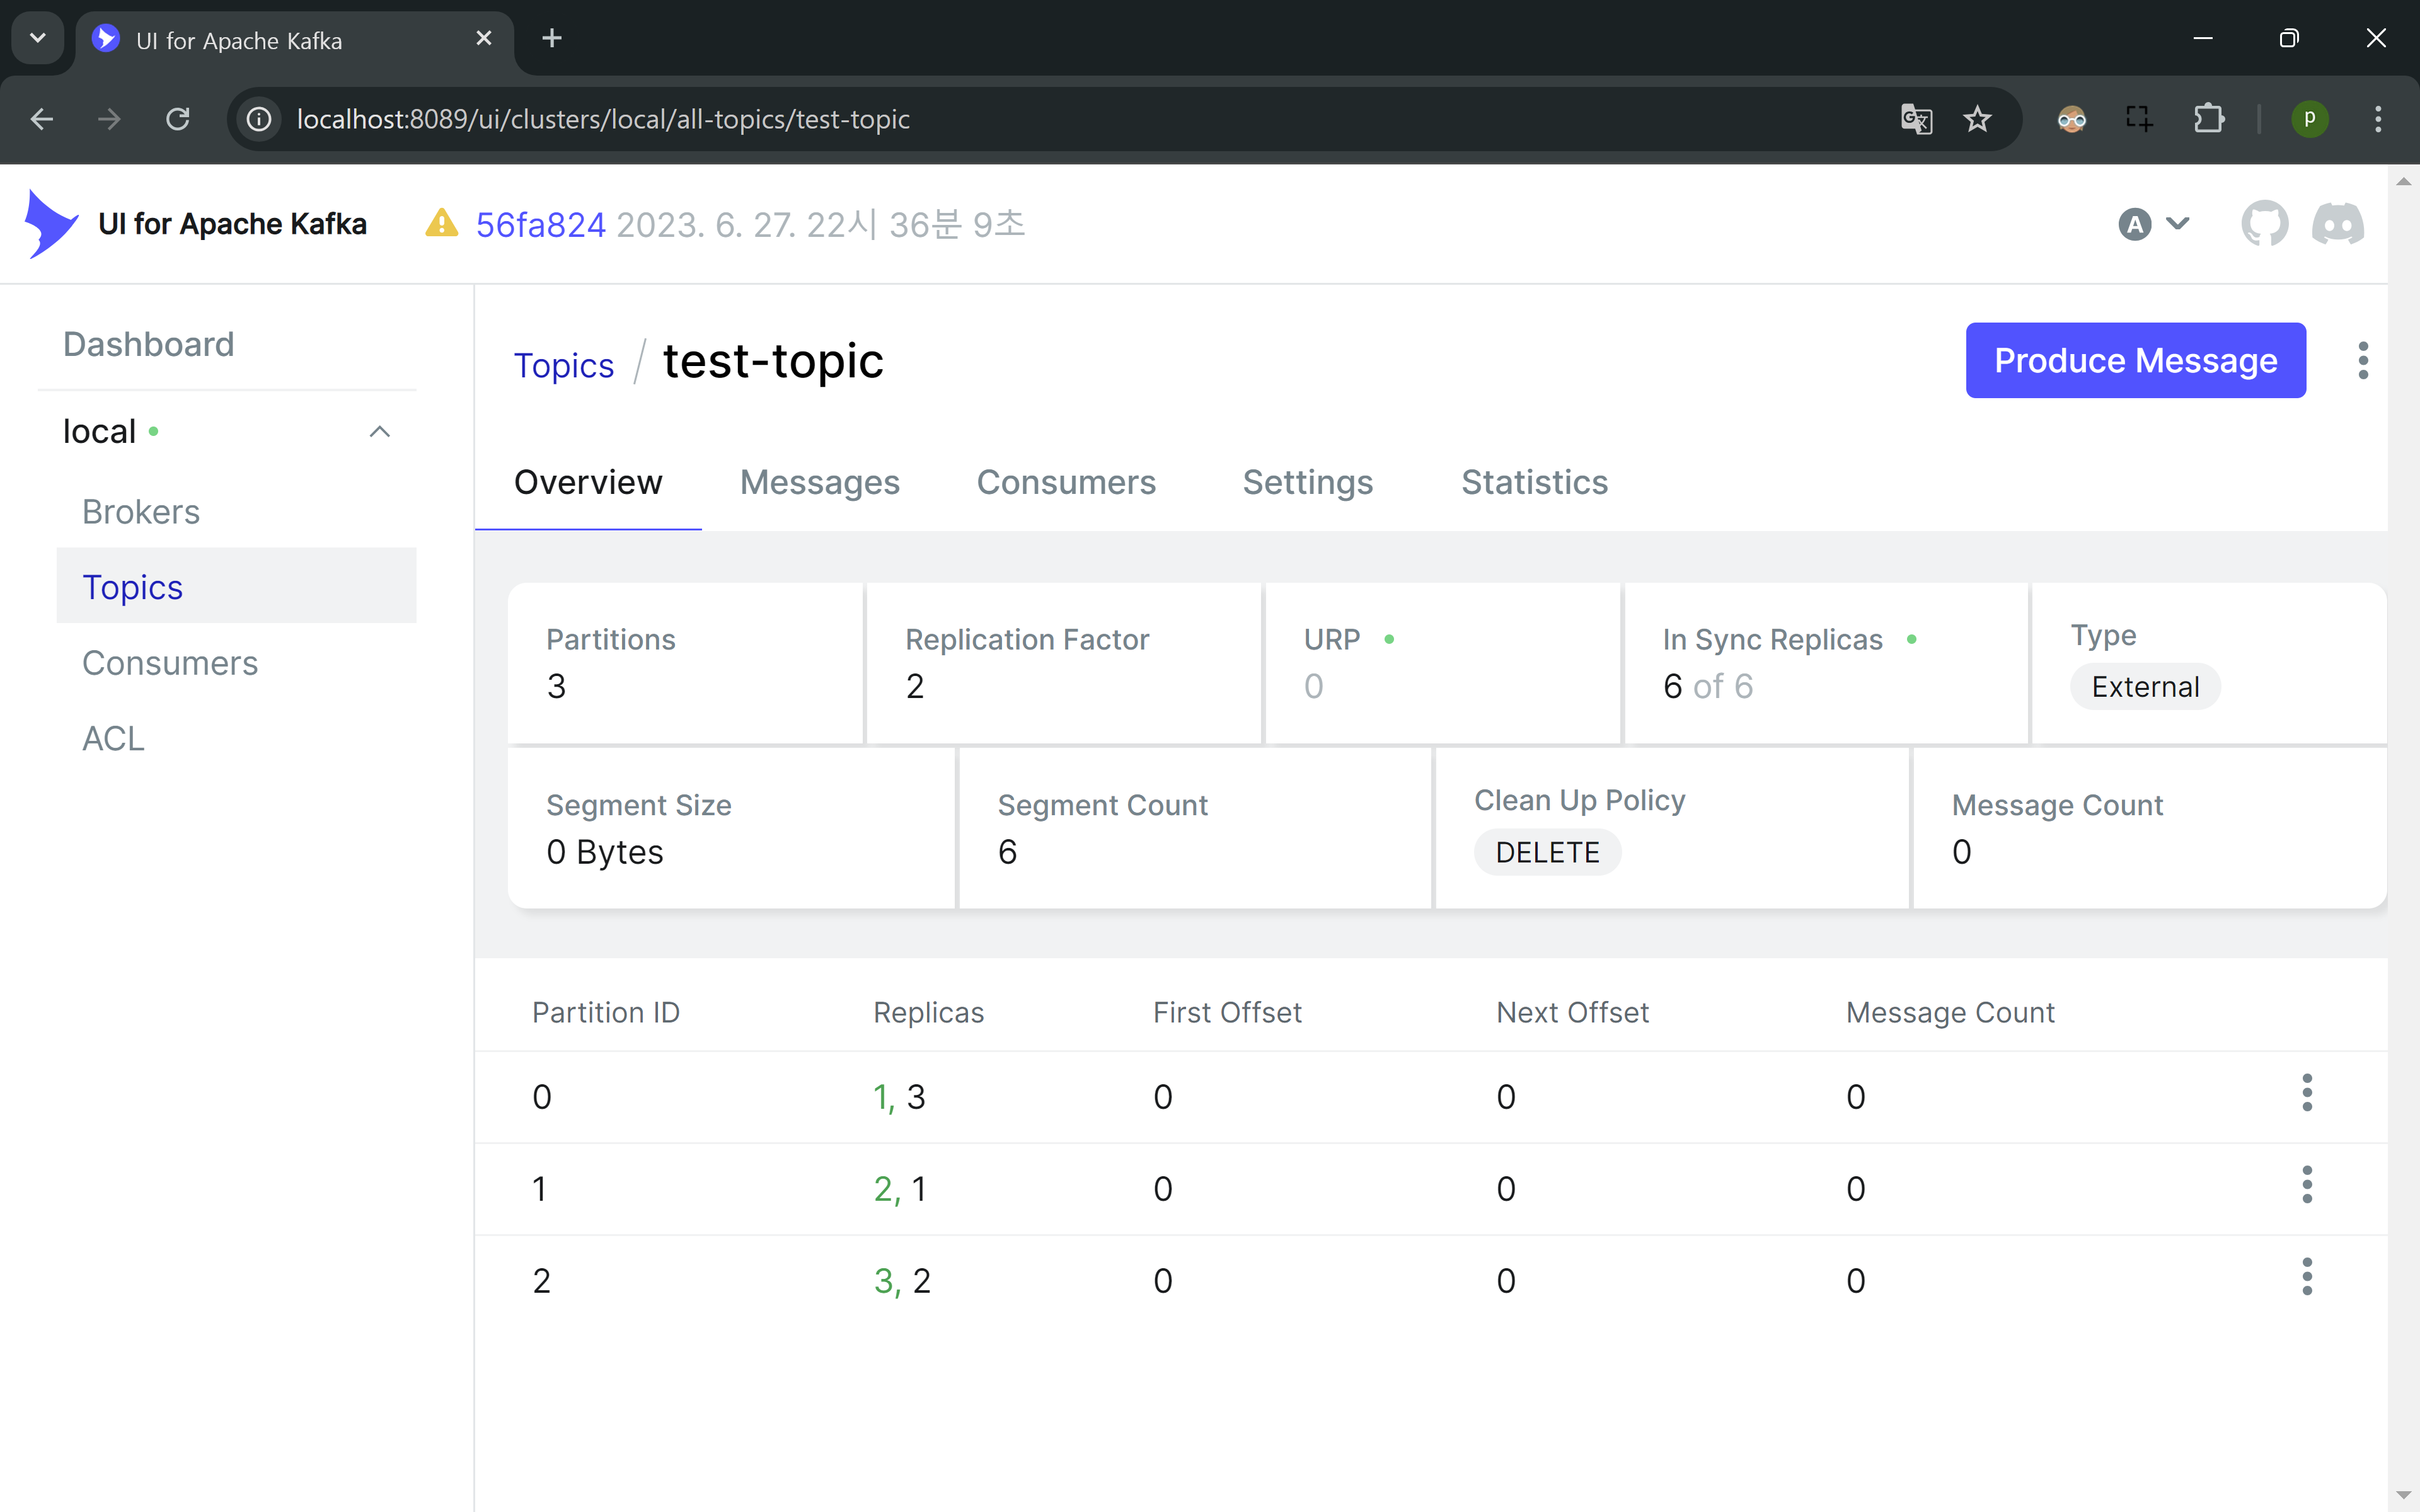 UI for Apache Kafka
localhost:8089/ui/clusters/local/all-topics/test-topic
p
UI for Apache Kafka
56fa824 2023. 6. 27. 22시 36분 9초
A
Dashboard
local
Brokers
Topics
Consumers
ACL
Topics / test-topic
Produce Message
Overview Messages Consumers Settings Statistics
Partitions Replication Factor URP In Sync Replicas Type
3 2 0 6 of 6 External
Segment Size Segment Count Clean Up Policy Message Count
0 Bytes 6 DELETE 0
Partition ID Replicas First Offset Next Offset Message Count
0 1, 3 0 0 0
1 2, 1 0 0 0
2 3, 2 0 0 0